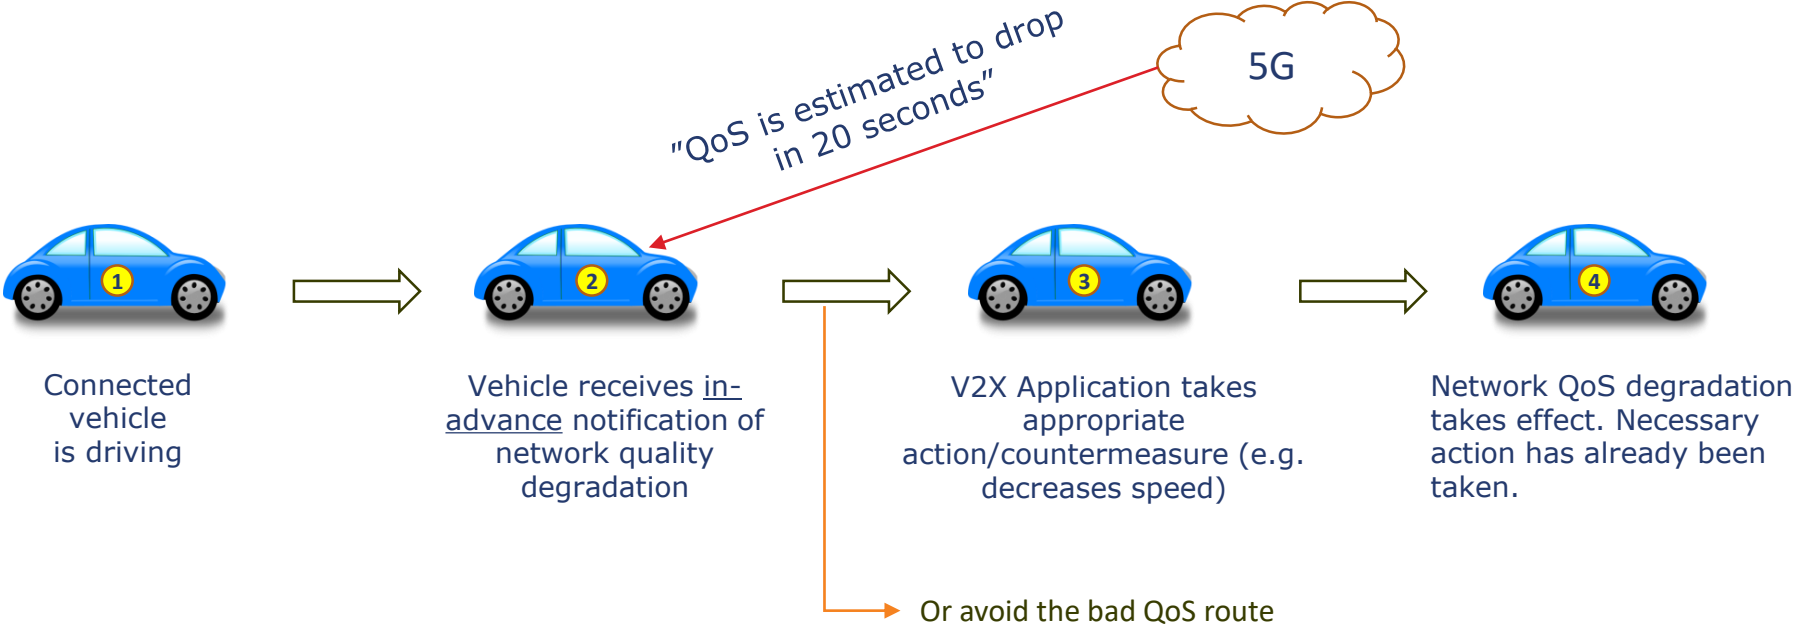 5G
"QoS is estimated to drop
in 20 seconds"
1
2
3
4
Connected
vehicle
is driving
Vehicle receives in-
advance notification of
network quality
degradation
V2X Application takes
appropriate
action/countermeasure (e.g.
decreases speed)
Network QoS degradation
takes effect. Necessary
action has already been
taken.
Or avoid the bad QoS route